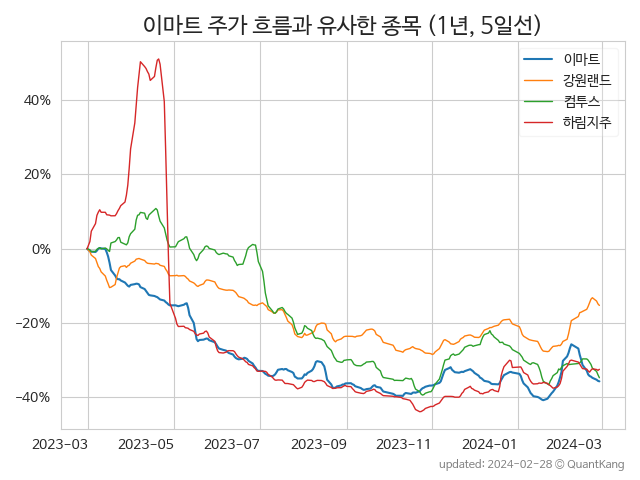 이마트 주가 흐름과 유사한 종목 (1년, 5일선)
이마트
강원랜드
컴투스
하림지주
40%
20%
0%
−20%
−40%
2023-03
2023-05
2023-07
2023-09
2023-11
2024-01
2024-03
updated: 2024-02-28 @ QuantKang